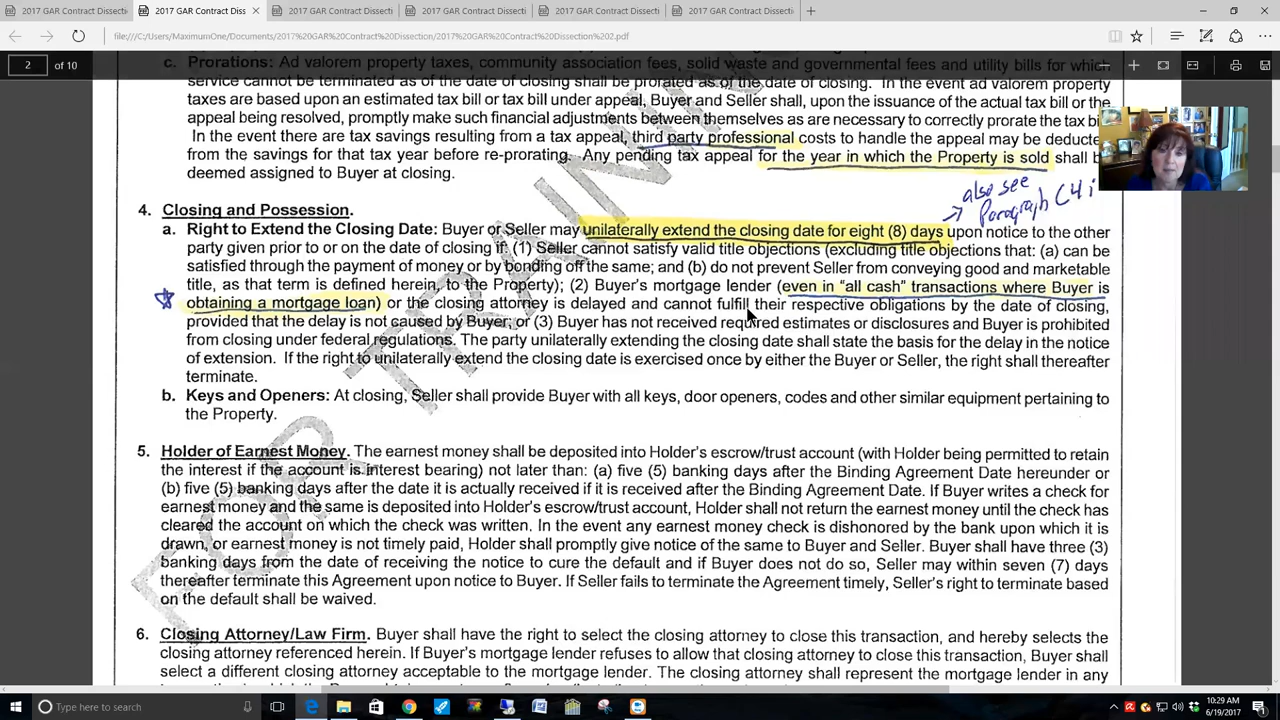 2017 GAR Contract Dissecti
2017 GAR Contract Diss
2017 GAR Contract Dissecti
2017 GAR Contract Dissecti
2017 GAR Contract Dissecti
2017 GAR Contract Dissecti
file:///C:/Users/MaximumOne/Documents/2017%20GAR%20Contract%20Dissection/2017%20GAR%20Contract%20Dissection%202.pdf
2 of 10
c. Prorations: Ad valorem property taxes, community association fees, solid waste and governmental fees and utility bills for which
service cannot be terminated as of the date of closing shall be prorated as of the date of closing. In the event ad valorem property
taxes are based upon an estimated tax bill or tax bill under appeal, Buyer and Seller shall, upon the issuance of the actual tax bill or the
appeal being resolved, promptly make such financial adjustments between themselves as are necessary to correctly prorate the tax bi
In the event there are tax savings resulting from a tax appeal, third party professional costs to handle the appeal may be deducte
from the savings for that tax year before re-prorating. Any pending tax appeal for the year in which the Property is sold shall b
deemed assigned to Buyer at closing.
also see
Paragraph C4i
4. Closing and Possession.
a. Right to Extend the Closing Date: Buyer or Seller may unilaterally extend the closing date for eight (8) days upon notice to the other
party given prior to or on the date of closing if: (1) Seller cannot satisfy valid title objections (excluding title objections that: (a) can be
satisfied through the payment of money or by bonding off the same; and (b) do not prevent Seller from conveying good and marketable
title, as that term is defined herein, to the Property); (2) Buyer's mortgage lender (even in "all cash" transactions where Buyer is
obtaining a mortgage loan) or the closing attorney is delayed and cannot fulfill their respective obligations by the date of closing,
provided that the delay is not caused by Buyer; or (3) Buyer has not received required estimates or disclosures and Buyer is prohibited
from closing under federal regulations. The party unilaterally extending the closing date shall state the basis for the delay in the notice
of extension. If the right to unilaterally extend the closing date is exercised once by either the Buyer or Seller, the right shall thereafter
terminate.
b. Keys and Openers: At closing, Seller shall provide Buyer with all keys, door openers, codes and other similar equipment pertaining to
the Property.
5. Holder of Earnest Money. The earnest money shall be deposited into Holder's escrow/trust account (with Holder being permitted to retain
the interest if the account is interest bearing) not later than: (a) five (5) banking days after the Binding Agreement Date hereunder or
(b) five (5) banking days after the date it is actually received if it is received after the Binding Agreement Date. If Buyer writes a check for
earnest money and the same is deposited into Holder's escrow/trust account, Holder shall not return the earnest money until the check has
cleared the account on which the check was written. In the event any earnest money check is dishonored by the bank upon which it is
drawn, or earnest money is not timely paid, Holder shall promptly give notice of the same to Buyer and Seller. Buyer shall have three (3)
banking days from the date of receiving the notice to cure the default and if Buyer does not do so, Seller may within seven (7) days
thereafter terminate this Agreement upon notice to Buyer. If Seller fails to terminate the Agreement timely, Seller's right to terminate based
on the default shall be waived.
6. Closing Attorney/Law Firm. Buyer shall have the right to select the closing attorney to close this transaction, and hereby selects the
closing attorney referenced herein. If Buyer's mortgage lender refuses to allow that closing attorney to close this transaction, Buyer shall
select a different closing attorney acceptable to the mortgage lender. The closing attorney shall represent the mortgage lender in any
FOR TRAIN
Type here to search
10:29 AM
6/19/2017